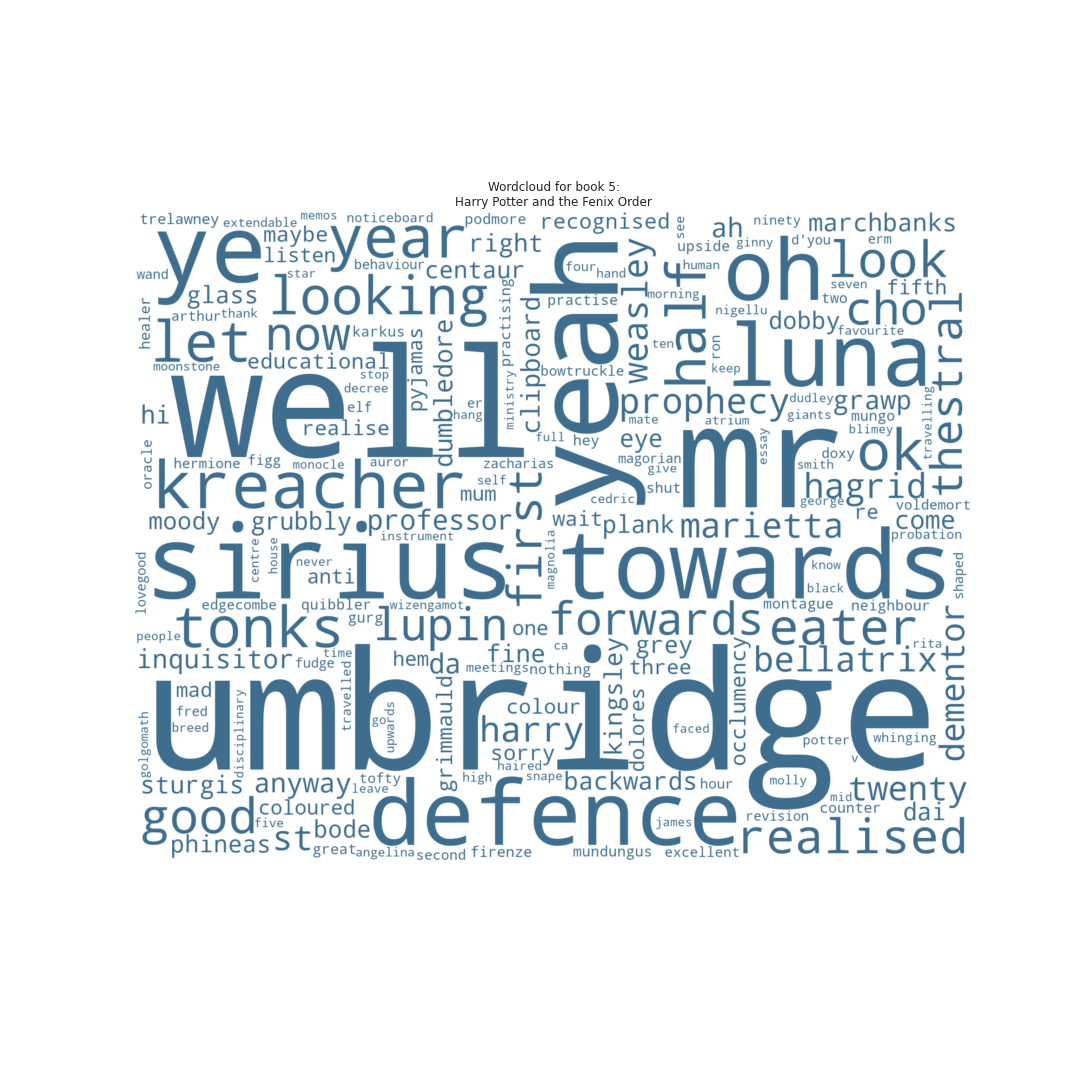 Wordcloud for book 5:
Harry Potter and the Fenix Order
trelawney extendable memos noticeboard podmore recognised see ah ninety marchbanks
ye maybe year right upside ginny d'you erm
listen yeah weasley half oh look
wand star behaviour centaur four hand human seven fifth
glass looking practising practise morning two cho
healer arthur thank clipboard nigellu dobby favourite thestral
let now karkus pyjamas dumbledore ten ron luna
moonstone educational stop bowtruckle keep
well decree ministry prophecy dudley grawp travelling
hi elf er hang mate atrium giants mungo
realise full hey eye mr essay blimey ok
oracle hermione figg monocle auror zacharias magorian give smith doxy
kreacher self mum first cedric shut george hagrid voldemort
moody grubbly professor wait plank marietta re come
instrument probation
sirius centre house never anti magnolia towards know black shaped
lovegood edgecombe quibbler wizengamot montague neighbour
people tonks gurg lupin one forwards eater rita dementor
inquisitor fudge time hem da fine ca grey kingsley bellatrix
meetings nothing three occlumency
umbridge mad fred breed disciplinary travelled go upwards grimmauld colour harry dolores faced potter whinging v
golgomath sorry haired
sturgis anyway tofty leave high snape backwards hour molly mid twenty
good coloured five defence james revision counter dai
phineas st bode great angelina second firenze mundungus excellent realised